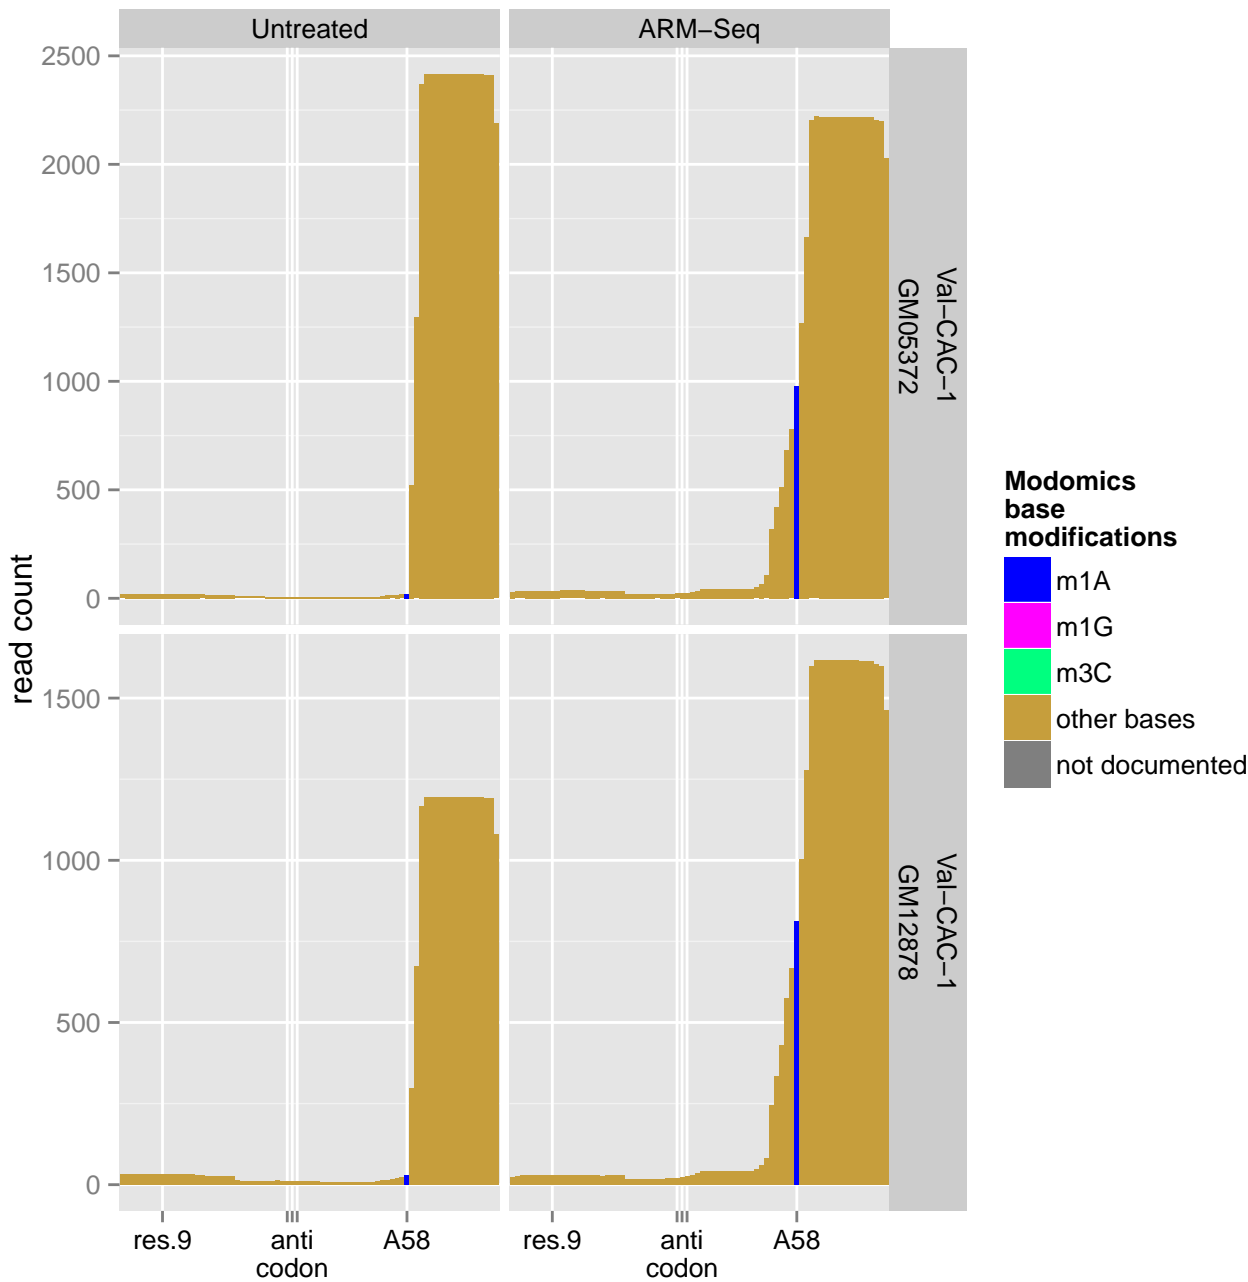 Untreated
ARM−Seq
2500
2000
1500
1000
500
0
Val−CAC−1
GM05372
read count
1500
1000
500
0
Val−CAC−1
GM12878
res.9
anti
codon
A58
res.9
anti
codon
A58
Modomics
base
modifications
m1A
m1G
m3C
other bases
not documented